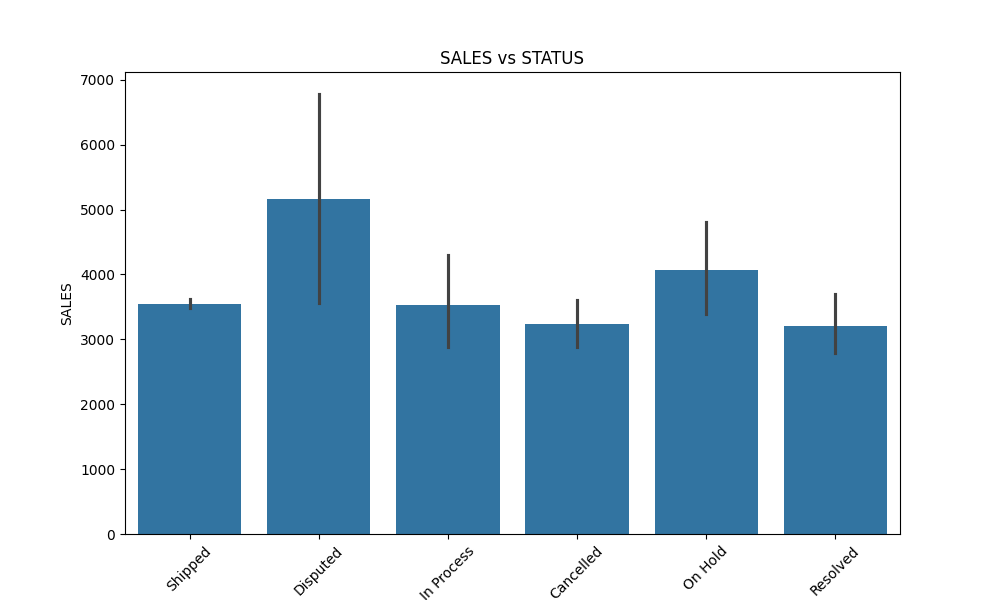 SALES vs STATUS
7000
6000
5000
4000
3000
2000
1000
0
SALES
Shipped
Disputed
In Process
Cancelled
On Hold
Resolved